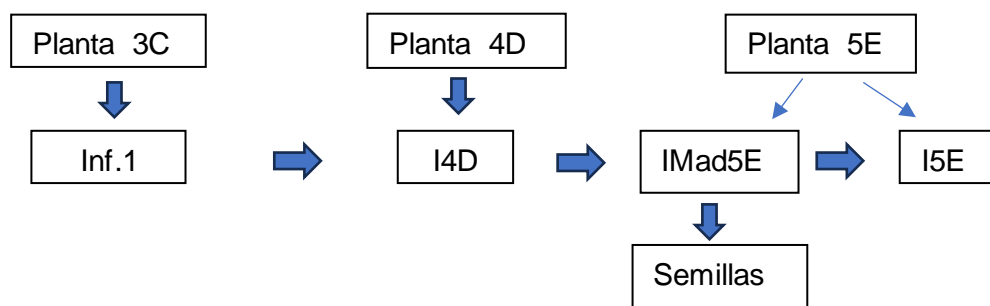 Planta 3C
Planta 4D
Planta 5E
Inf.1
I4D
IMad5E
I5E
Semillas